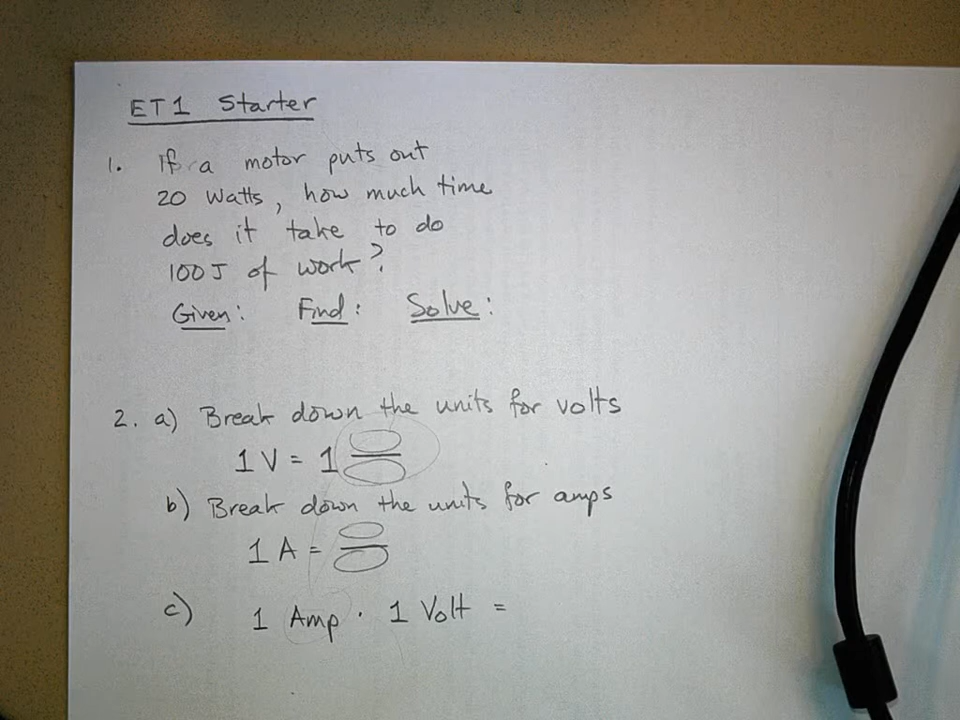 ET1 Starter
1. If a motor puts out
20 Watts, how much time
does it take to do
100 J of work?
Given: Find: Solve:
2. a) Break down the units for volts
1 V = 1
b) Break down the units for amps
1 A =
c) 1 Amp · 1 Volt =